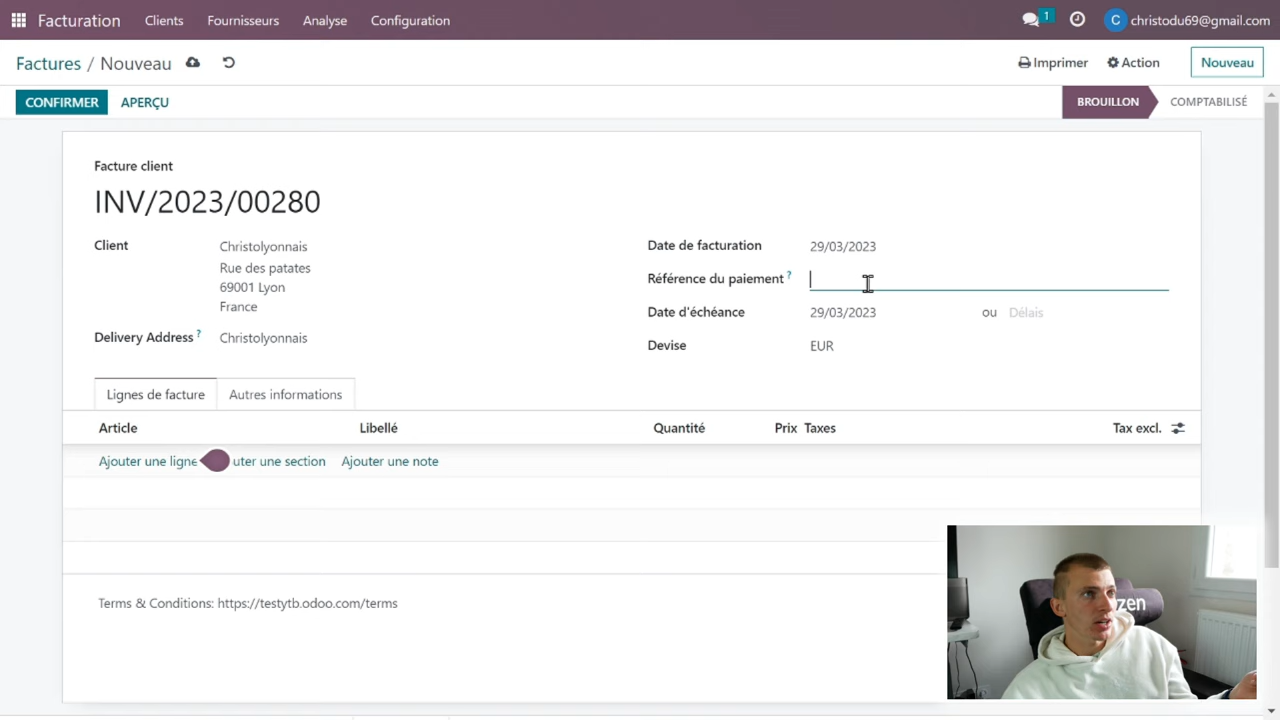 Facturation Clients Fournisseurs Analyse Configuration 1 C christodu69@gmail.com
Factures / Nouveau Imprimer Action Nouveau
CONFIRMER APERÇU BROUILLON COMPTABILISÉ
Facture client
INV/2023/00280
Client Christolyonnais
Rue des patates
69001 Lyon
France
Delivery Address ? Christolyonnais
Date de facturation 29/03/2023
Référence du paiement ?
Date d'échéance 29/03/2023 ou Délais
Devise EUR
Lignes de facture Autres informations
Article Libellé Quantité Prix Taxes Tax excl.
Ajouter une ligne uter une section Ajouter une note
Terms & Conditions: https://testytb.odoo.com/terms
zen